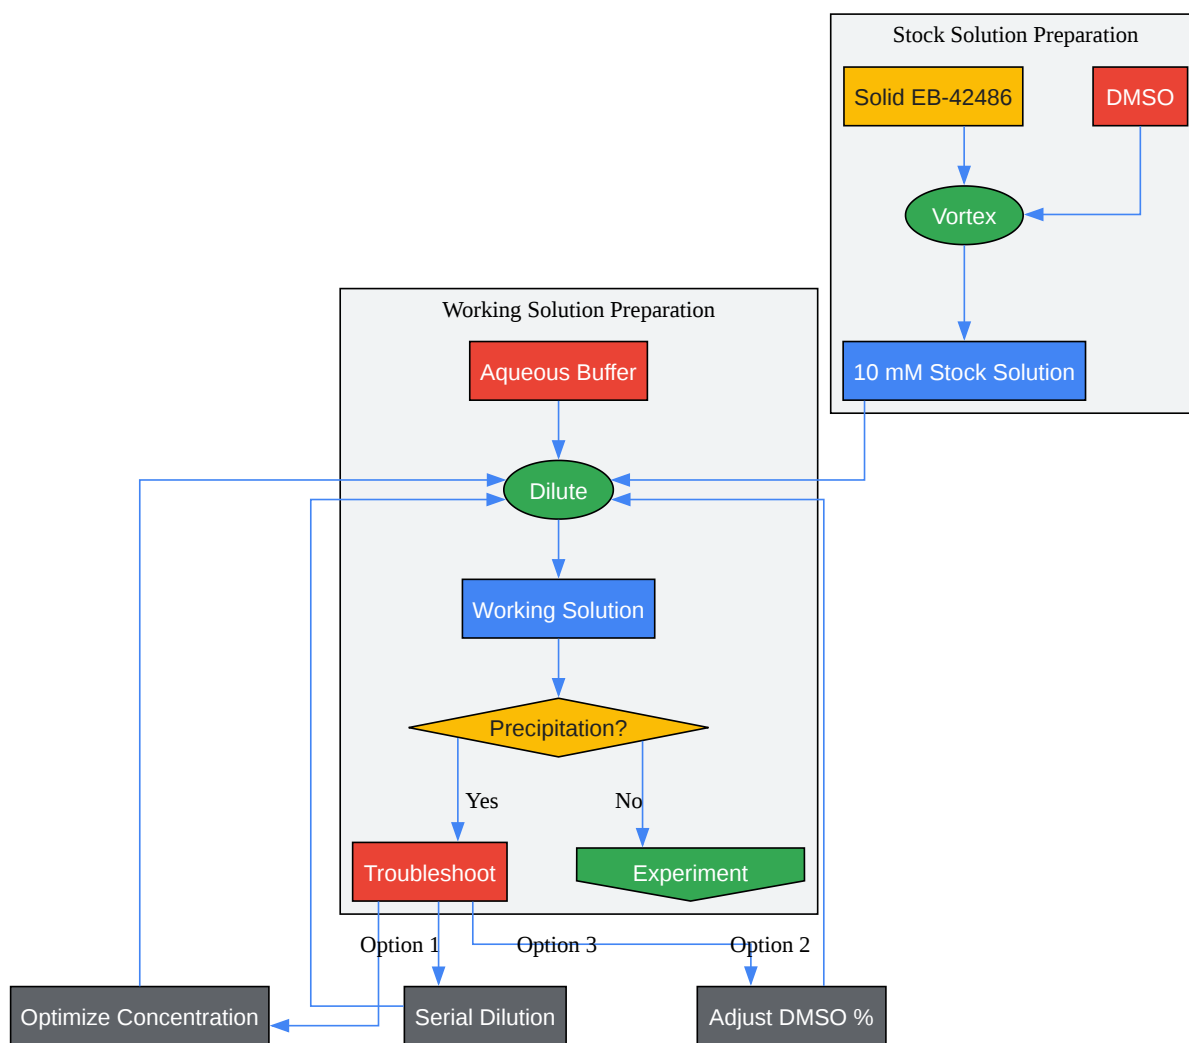 Stock Solution Preparation
Solid EB-42486
DMSO
Vortex
10 mM Stock Solution
Working Solution Preparation
Aqueous Buffer
Dilute
Working Solution
Precipitation?
Yes
No
Troubleshoot
Experiment
Option 1
Option 3
Option 2
Optimize Concentration
Serial Dilution
Adjust DMSO %